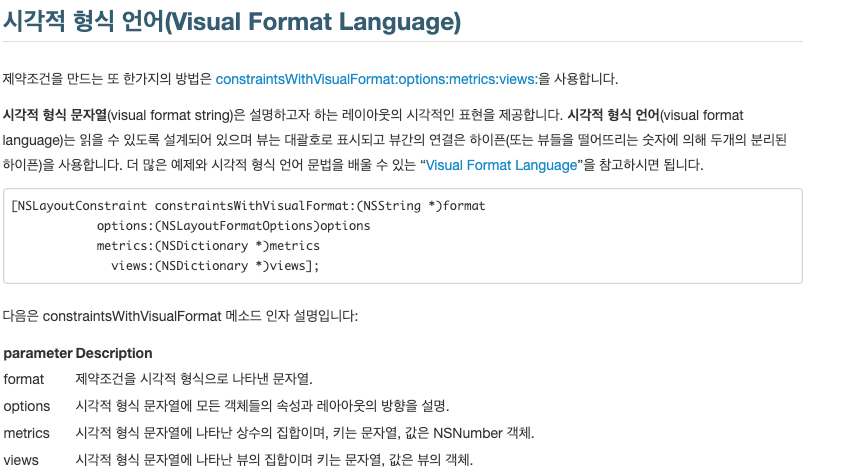 시각적 형식 언어(Visual Format Language)
제약조건을 만드는 또 한가지의 방법은 constraintsWithVisualFormat:options:metrics:views:을 사용합니다.
시각적 형식 문자열(visual format string)은 설명하고자 하는 레이아웃의 시각적인 표현을 제공합니다. 시각적 형식 언어(visual format
language)는 읽을 수 있도록 설계되어 있으며 뷰는 대괄호로 표시되고 뷰간의 연결은 하이픈(또는 뷰들을 떨어뜨리는 숫자에 의해 두개의 분리된
하이픈)을 사용합니다. 더 많은 예제와 시각적 형식 언어 문법을 배울 수 있는 “Visual Format Language”을 참고하시면 됩니다.
[NSLayoutConstraint constraintsWithVisualFormat:(NSString *)format
options:(NSLayoutFormatOptions)options
metrics:(NSDictionary *)metrics
views:(NSDictionary *)views];
다음은 constraintsWithVisualFormat 메소드 인자 설명입니다:
parameter Description
format 제약조건을 시각적 형식으로 나타낸 문자열.
options 시각적 형식 문자열에 모든 객체들의 속성과 레아아웃의 방향을 설명.
metrics 시각적 형식 문자열에 나타난 상수의 집합이며, 키는 문자열, 값은 NSNumber 객체.
views 시각적 형식 문자열에 나타난 뷰의 집합이며 키는 문자열, 값은 뷰의 객체.